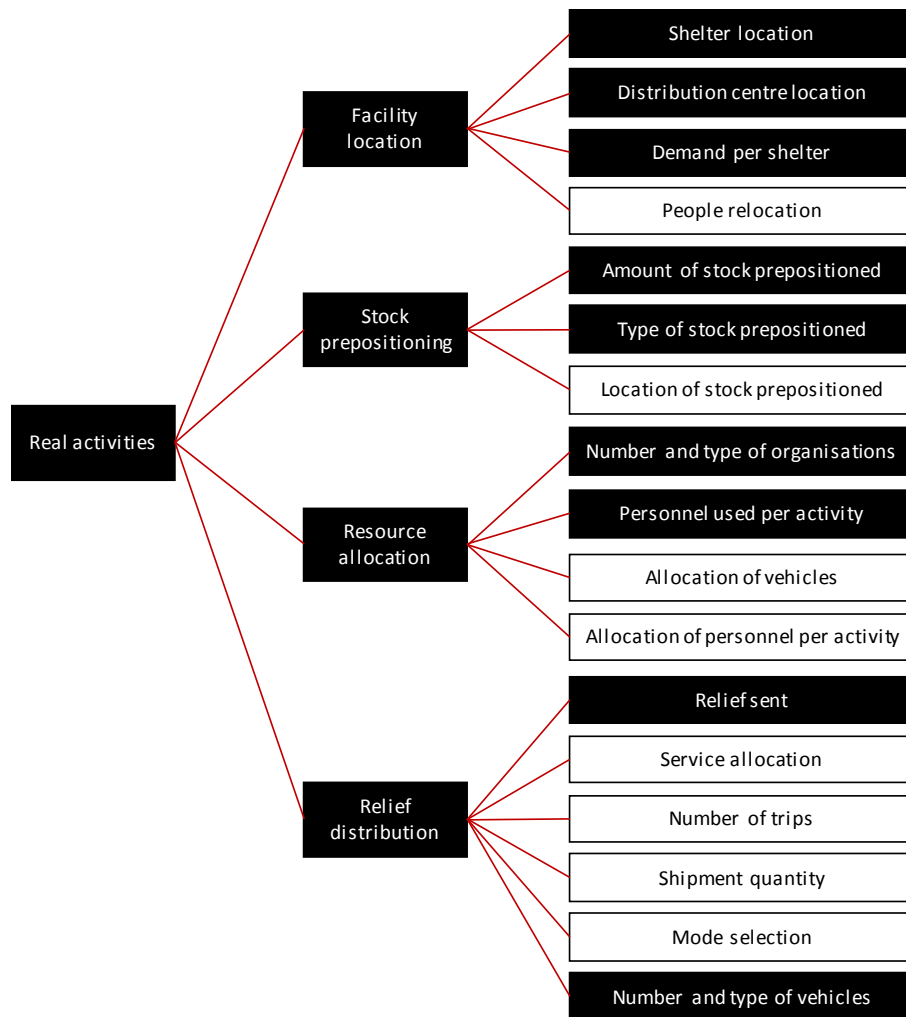 Shelter location
Distribution centre location
Facility
location
Demand per shelter
People relocation
Amount of stock prepositioned
Stock
prepositioning
Type of stock prepositioned
Location of stock prepositioned
Real activities
Number and type of organisations
Personnel used per activity
Resource
allocation
Allocation of vehicles
Allocation of personnel per activity
Relief sent
Service allocation
Relief
distribution
Number of trips
Shipment quantity
Mode selection
Number and type of vehicles